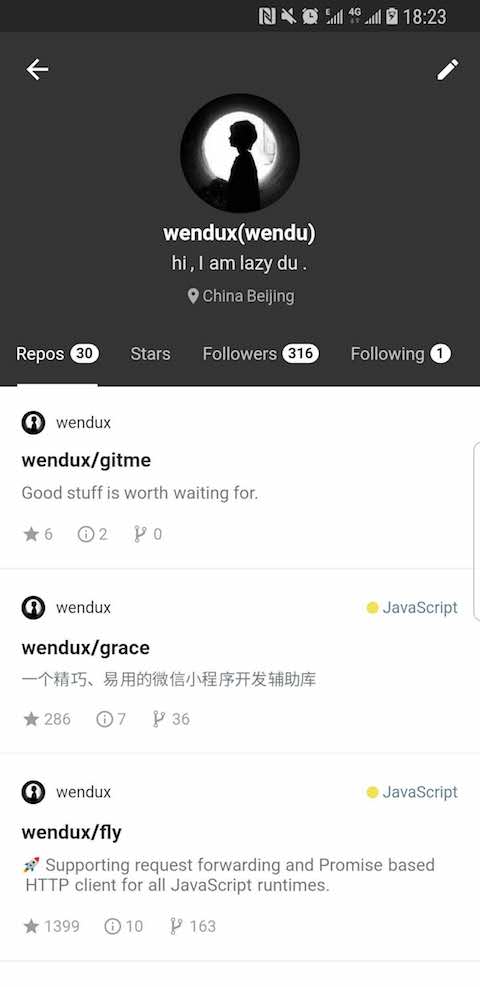 E 4G 18:23
wendux(wendu)
hi , I am lazy du .
China Beijing
Repos 30 Stars Followers 316 Following 1
wendux
wendux/gitme
Good stuff is worth waiting for.
6 2 0
wendux JavaScript
wendux/grace
一个精巧、易用的微信小程序开发辅助库
286 7 36
wendux JavaScript
wendux/fly
🚀 Supporting request forwarding and Promise based
HTTP client for all JavaScript runtimes.
1399 10 163